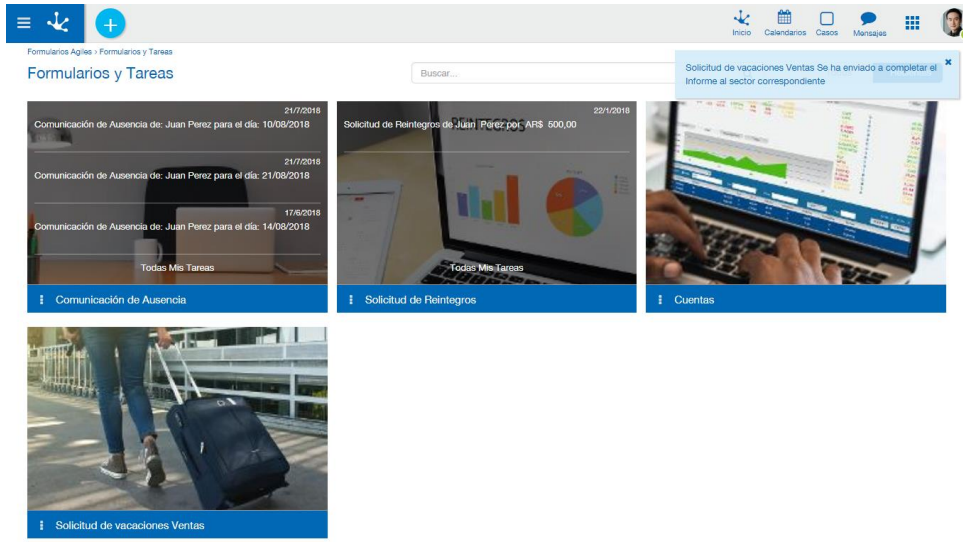 Inicio
Calendarios
Casos
Mensajes
Formularios Agiles › Formularios y Tareas
Formularios y Tareas
Buscar...
Solicitud de vacaciones Ventas Se ha enviado a completar el
Informe al sector correspondiente
21/7/2018
Comunicación de Ausencia de: Juan Perez para el día: 10/08/2018
21/7/2018
Comunicación de Ausencia de: Juan Perez para el día: 21/08/2018
17/6/2018
Comunicación de Ausencia de: Juan Perez para el día: 14/08/2018
Todas Mis Tareas
Comunicación de Ausencia
22/1/2018
Solicitud de Reintegros de Juan Perez por AR$ 500,00
Todas Mis Tareas
Solicitud de Reintegros
Cuentas
Solicitud de vacaciones Ventas